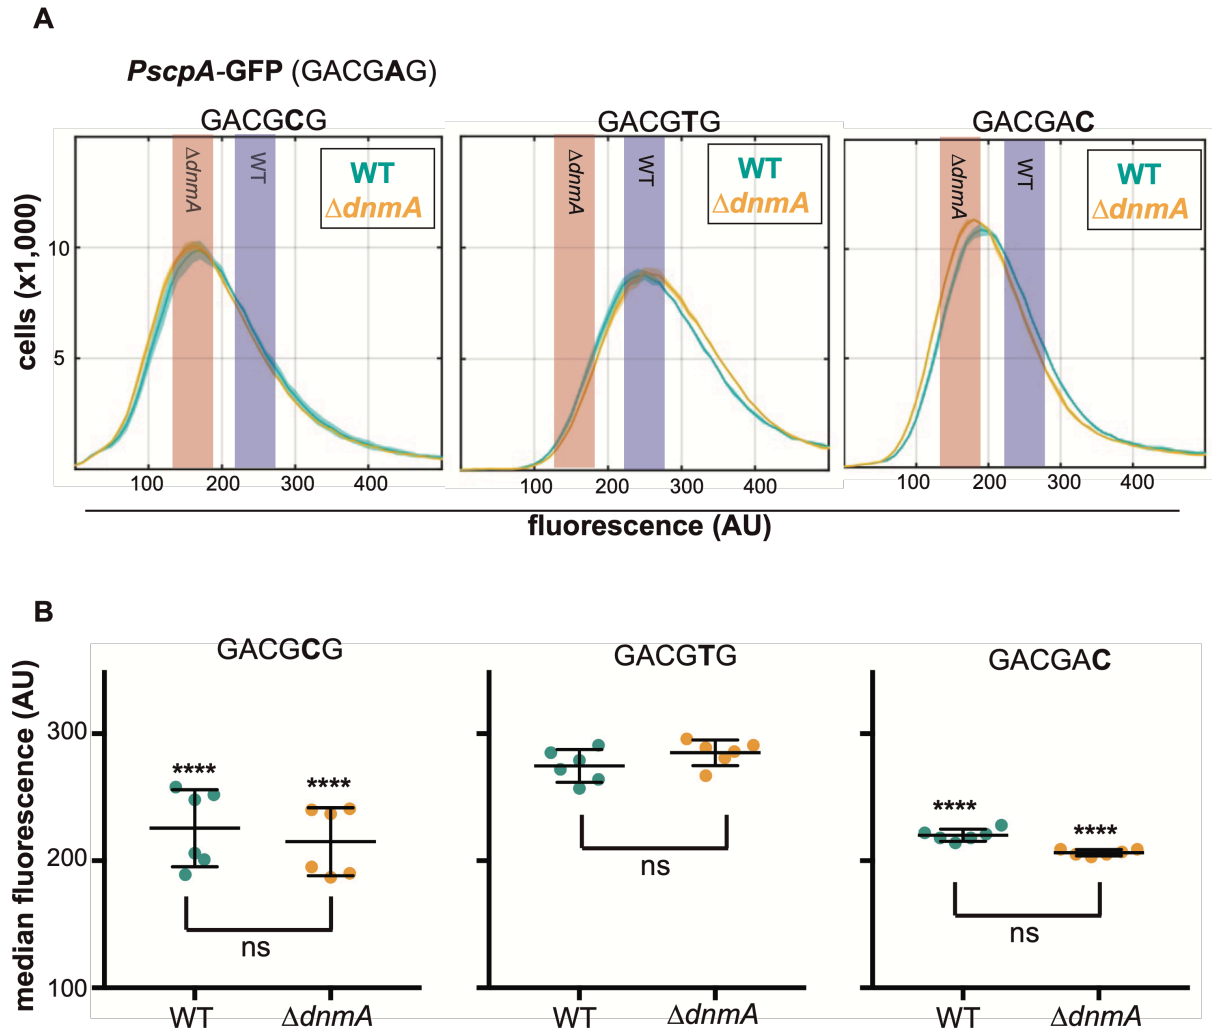 A
PscpA-GFP (GACGAG)
GACGCG
GACGTG
GACGAC
ΔdnmA
WT
WT
ΔdnmA
ΔdnmA
WT
WT
ΔdnmA
ΔdnmA
WT
WT
ΔdnmA
cells (x1,000)
10
5
100 200 300 400
100 200 300 400
100 200 300 400
fluorescence (AU)
B
GACGCG
GACGTG
GACGAC
median fluorescence (AU)
300
200
100
**** ****
ns
ns
**** ****
ns
WT ΔdnmA
WT ΔdnmA
WT ΔdnmA